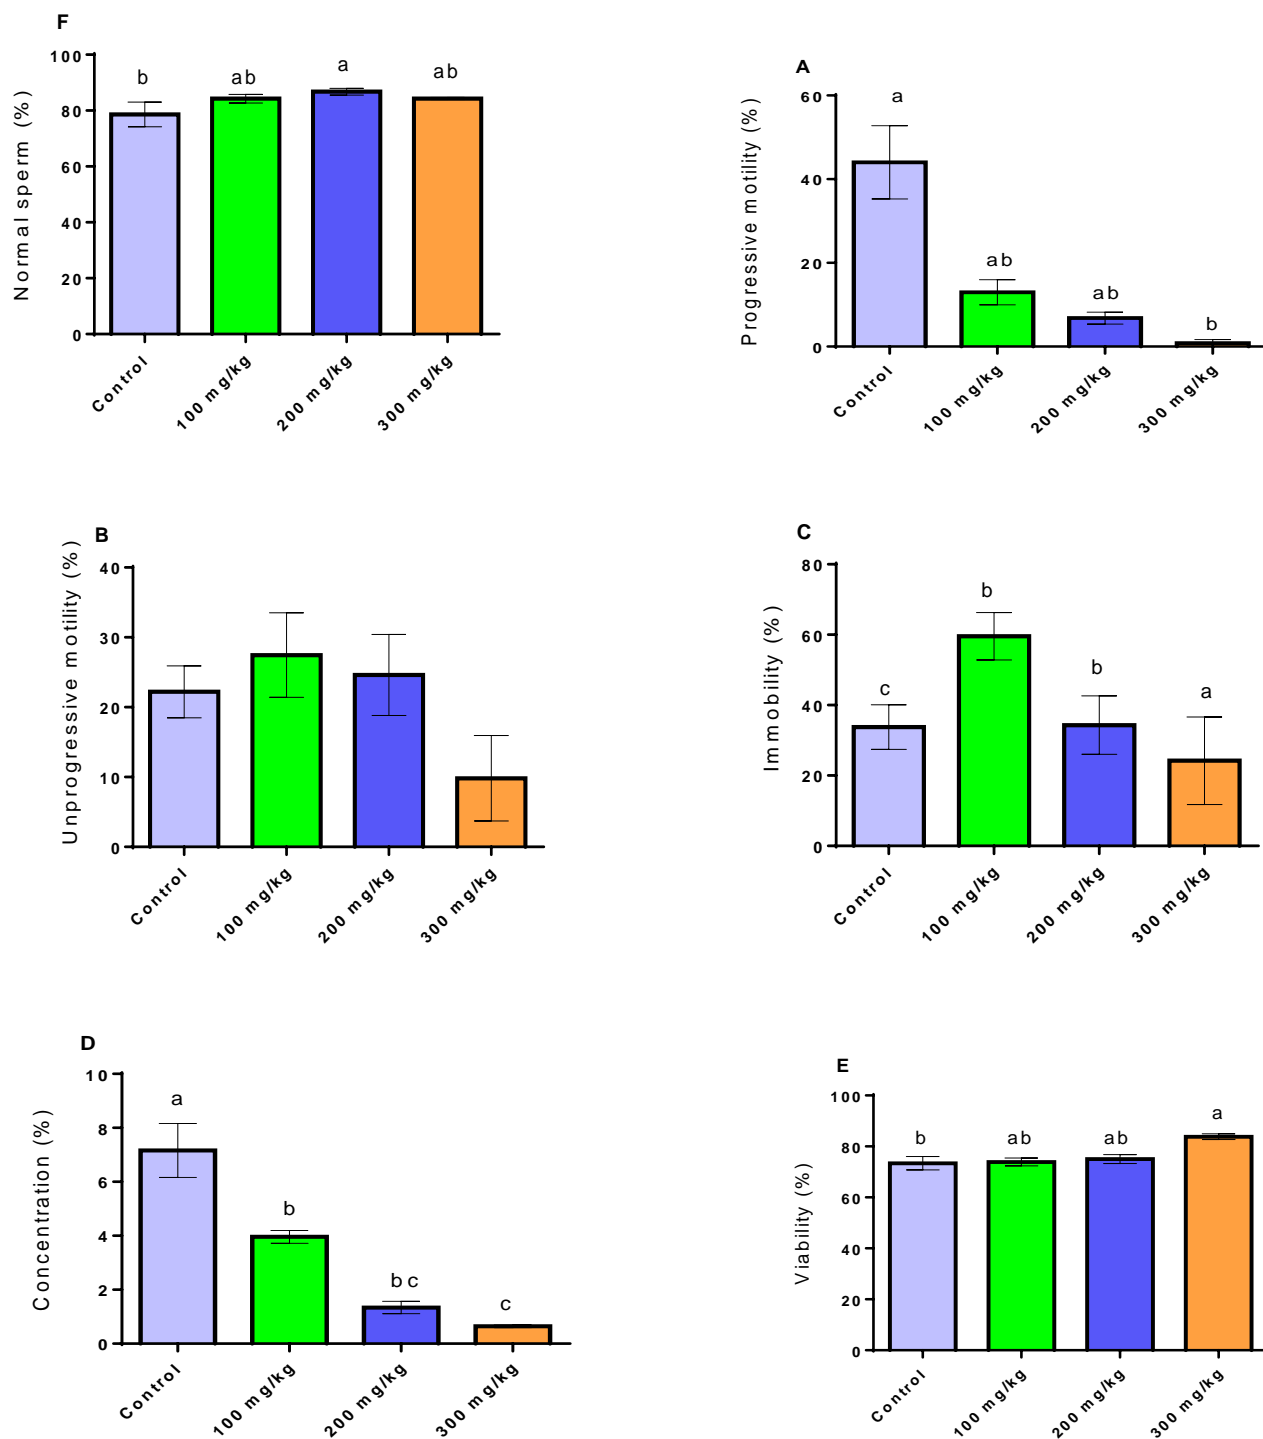 F
Normal sperm (%)
100
80
60
40
20
0
b
ab
a
ab
Control
100 mg/kg
200 mg/kg
300 mg/kg
A
Progressive motility (%)
60
40
20
0
a
ab
ab
b
Control
100 mg/kg
200 mg/kg
300 mg/kg
B
Unprogressive motility (%)
40
30
20
10
0
Control
100 mg/kg
200 mg/kg
300 mg/kg
C
Immobility (%)
80
60
40
20
0
c
b
b
a
Control
100 mg/kg
200 mg/kg
300 mg/kg
D
Concentration (%)
10
8
6
4
2
0
a
b
bc
c
Control
100 mg/kg
200 mg/kg
300 mg/kg
E
Viability (%)
100
80
60
40
20
0
b
ab
ab
a
Control
100 mg/kg
200 mg/kg
300 mg/kg